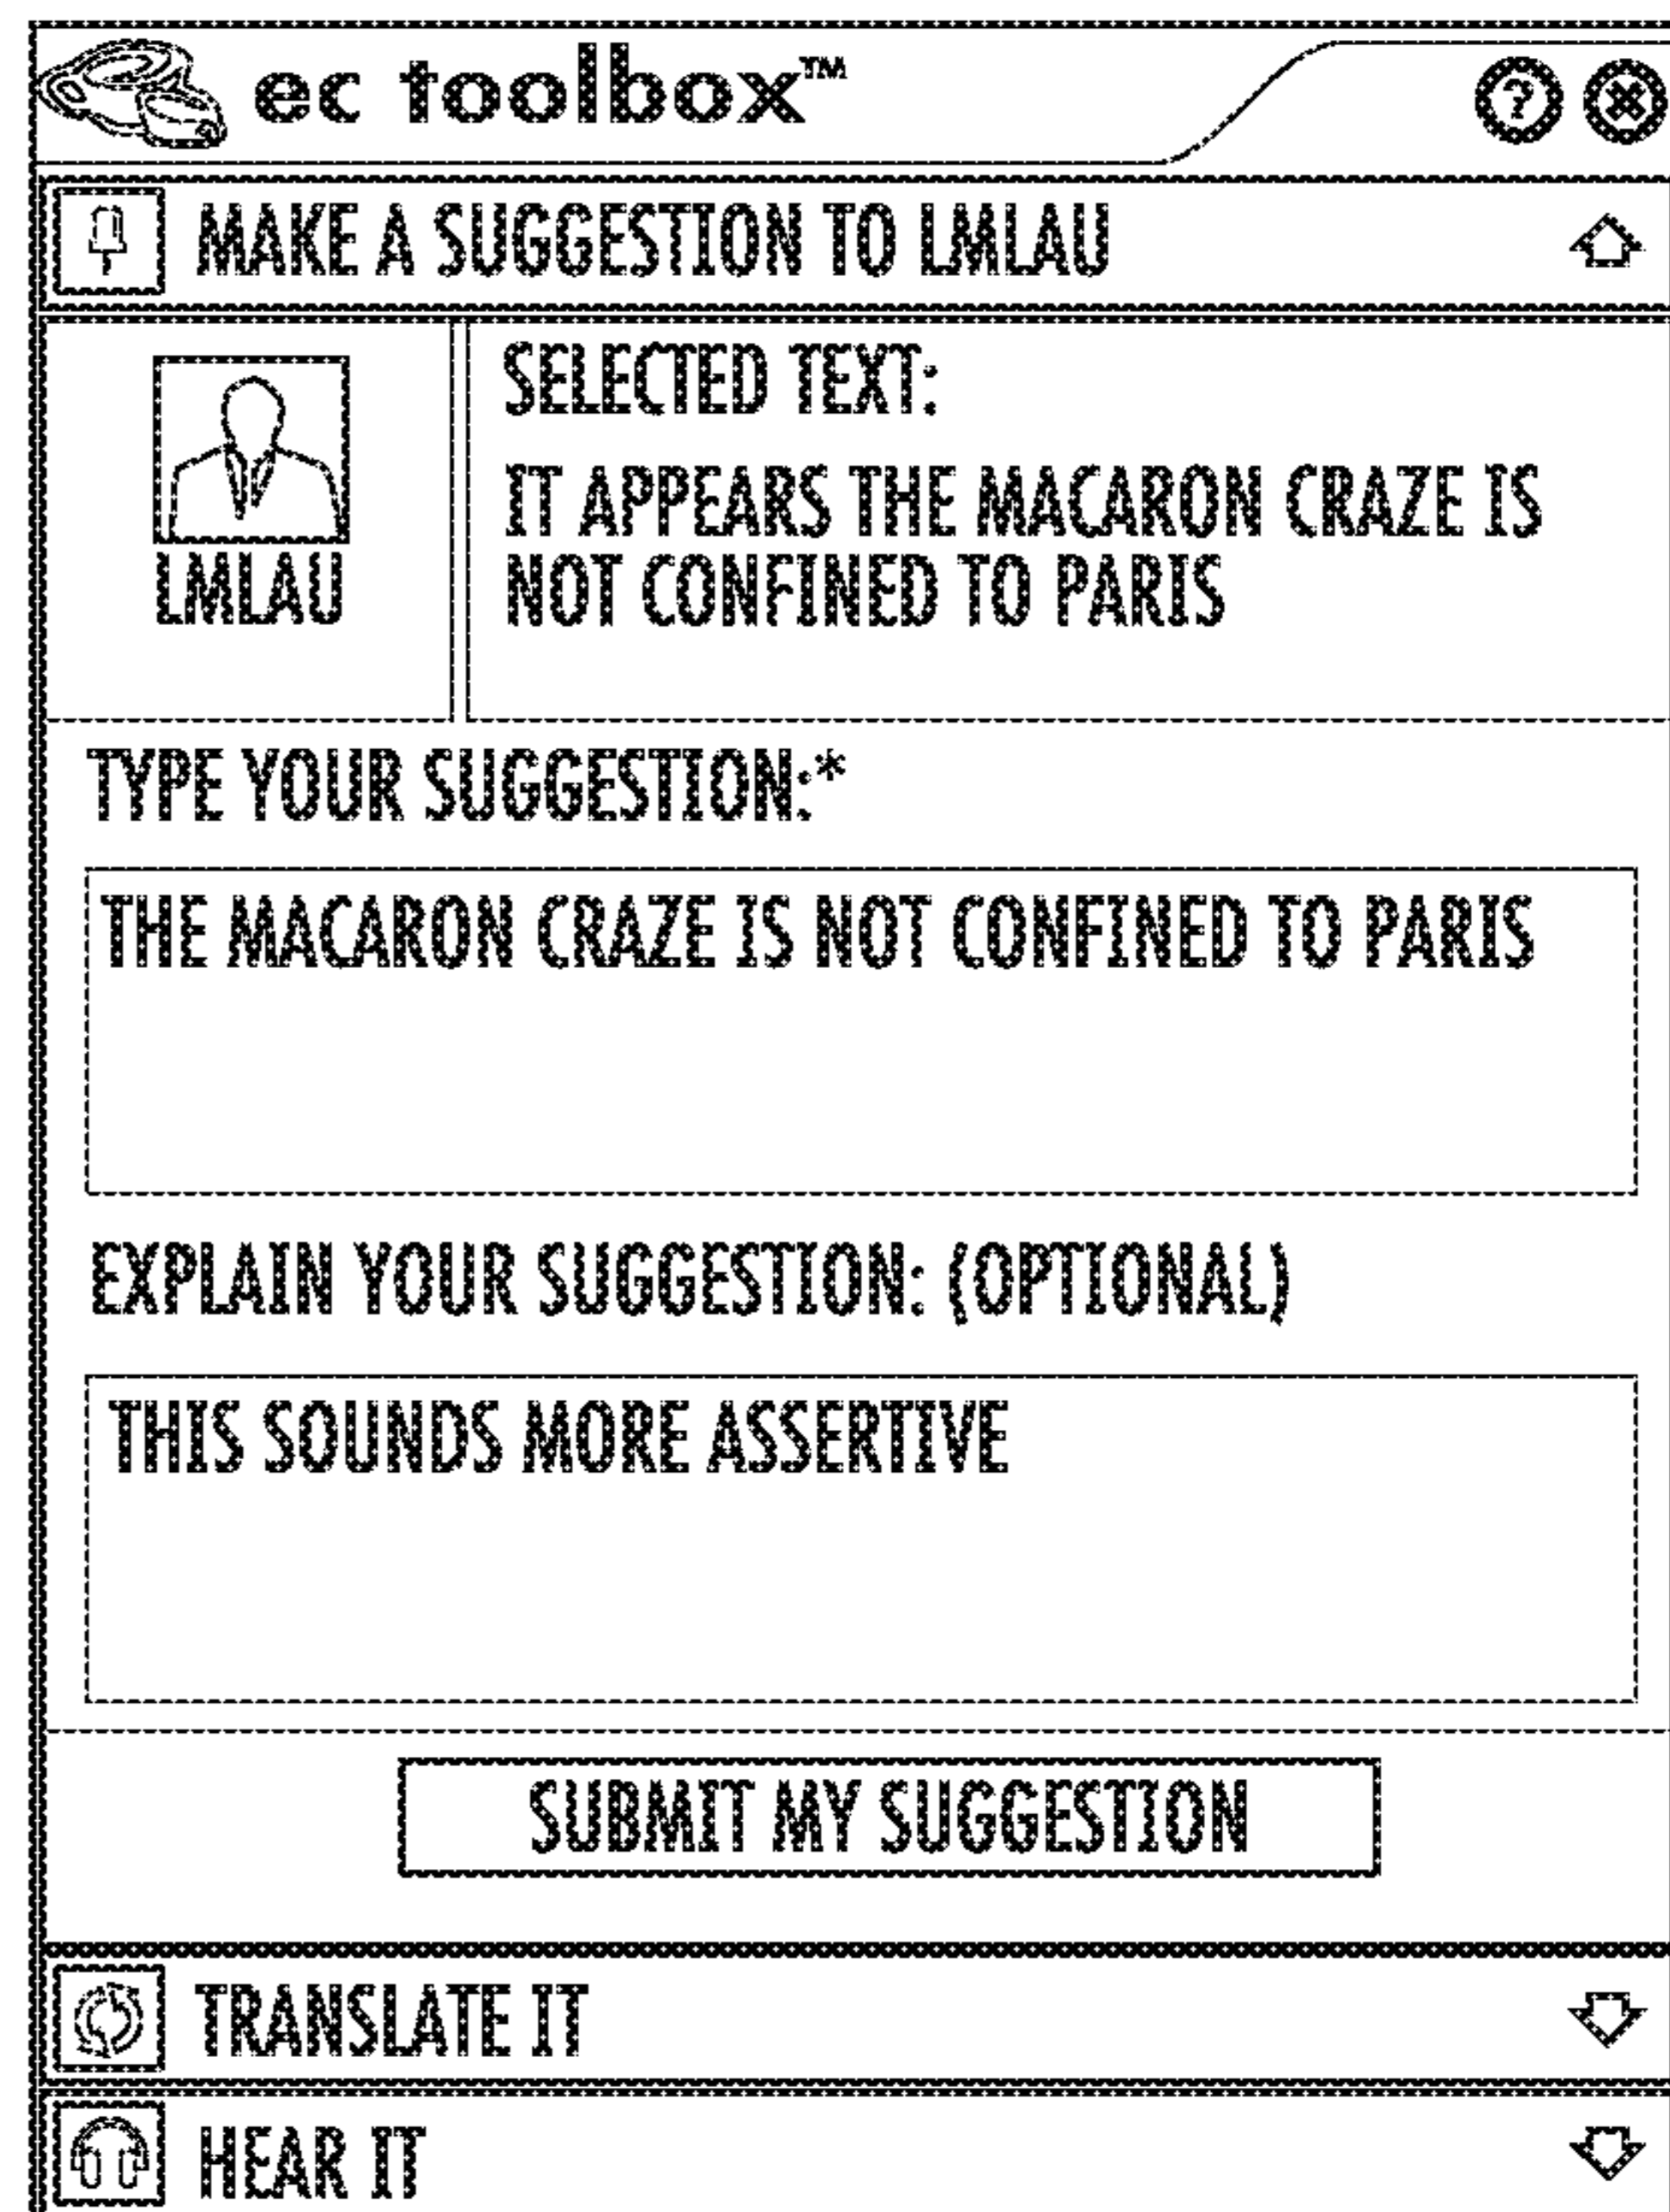 ec toolbox™
?
MAKE A SUGGESTION TO LMLAU
LMLAU
SELECTED TEXT:
IT APPEARS THE MACARON CRAZE IS
NOT CONFINED TO PARIS
TYPE YOUR SUGGESTION:*
THE MACARON CRAZE IS NOT CONFINED TO PARIS
EXPLAIN YOUR SUGGESTION: (OPTIONAL)
THIS SOUNDS MORE ASSERTIVE
SUBMIT MY SUGGESTION
TRANSLATE IT
HEAR IT